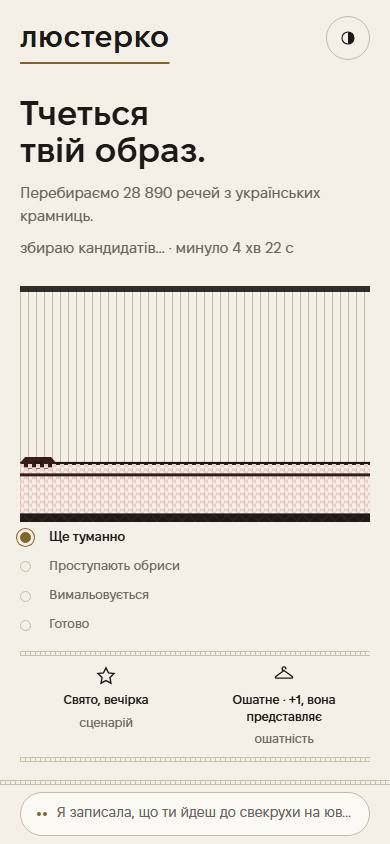 люстерко
Тчеться
твій образ.
Перебираємо 28 890 речей з українських
крамниць.
збираю кандидатів... · минуло 4 хв 22 с
Ще туманно
Проступають обриси
Вимальовується
Готово
Свято, вечірка
сценарій
Ошатне · +1, вона
представляє
ошатність
Я записала, що ти йдеш до свекрухи на юв...